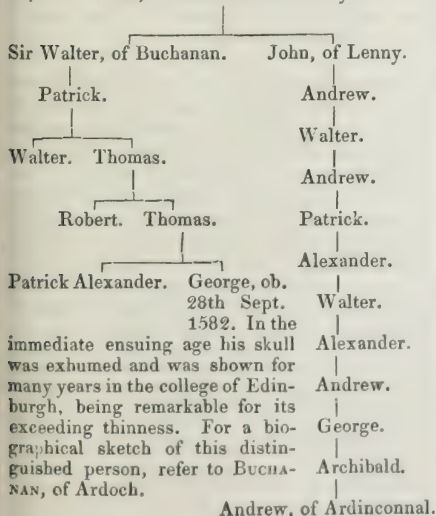 Sir Walter, of Buchanan. John, of Lenny.
Patrick. Andrew.
Walter.
Walter. Thomas.
Andrew.
Robert. Thomas. Patrick.
Alexander.
Patrick Alexander. George, ob.
28th Sept. Walter.
1582. In the
immediate ensuing age his skull Alexander.
was exhumed and was shown for
many years in the college of Edin- Andrew.
burgh, being remarkable for its
exceeding thinness. For a bio- George.
graphical sketch of this distin-
guished person, refer to BUCHA- Archibald.
NAN, of Ardoch.
Andrew, of Ardinconnal.